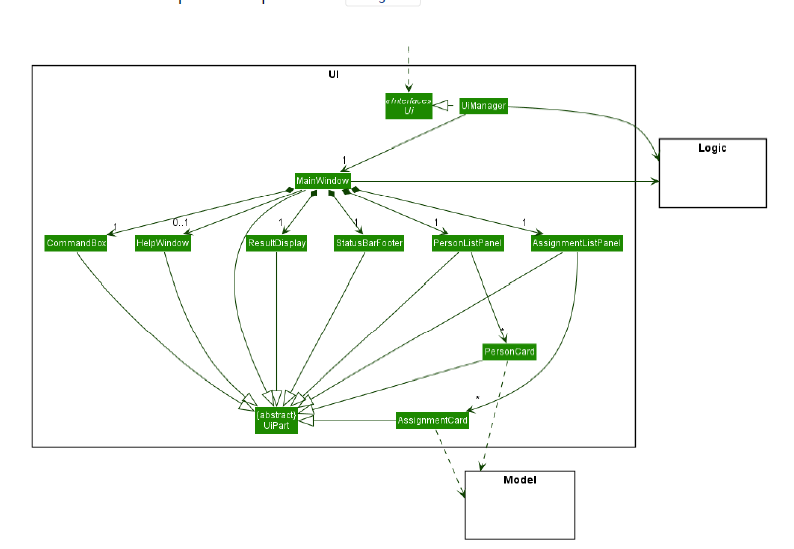 UI
«interface»
Ui
UiManager
Logic
1
MainWindow
1
0..1
1
1
1
1
CommandBox
HelpWindow
ResultDisplay
StatusBarFooter
PersonListPanel
AssignmentListPanel
*
PersonCard
*
{abstract}
UiPart
AssignmentCard
Model